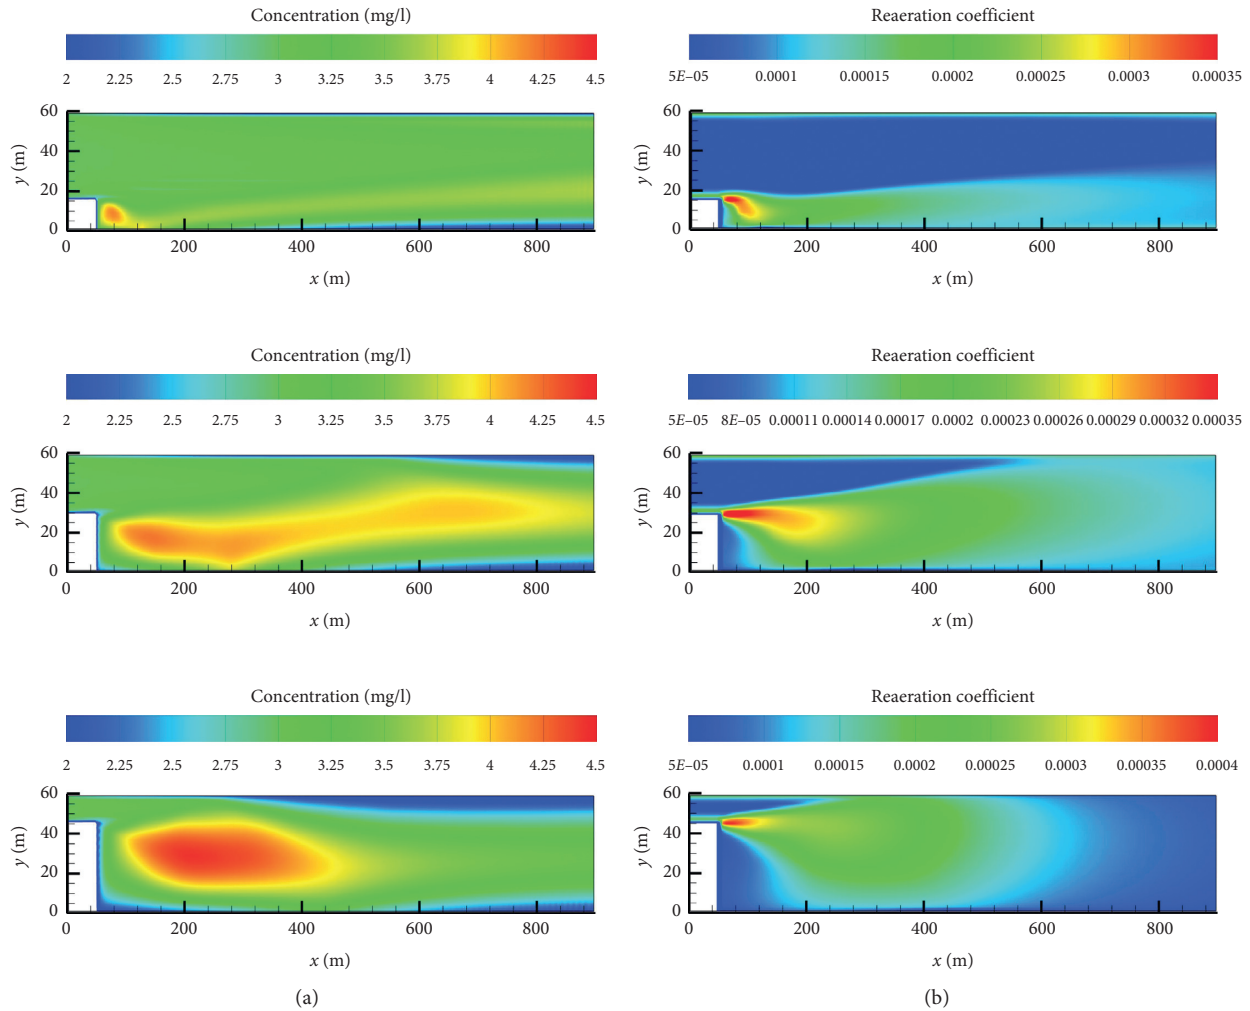 Concentration (mg/l)
2 2.25 2.5 2.75 3 3.25 3.5 3.75 4 4.25 4.5
60
40
20
0
y (m)
0 200 400 600 800
x (m)
Reaeration coefficient
5E–05 0.0001 0.00015 0.0002 0.00025 0.0003 0.00035
60
40
20
0
y (m)
0 200 400 600 800
x (m)
Concentration (mg/l)
2 2.25 2.5 2.75 3 3.25 3.5 3.75 4 4.25 4.5
60
40
20
0
y (m)
0 200 400 600 800
x (m)
Reaeration coefficient
5E–05 8E–05 0.00011 0.00014 0.00017 0.0002 0.00023 0.00026 0.00029 0.00032 0.00035
60
40
20
0
y (m)
0 200 400 600 800
x (m)
Concentration (mg/l)
2 2.25 2.5 2.75 3 3.25 3.5 3.75 4 4.25 4.5
60
40
20
0
y (m)
0 200 400 600 800
x (m)
(a)
Reaeration coefficient
5E–05 0.0001 0.00015 0.0002 0.00025 0.0003 0.00035 0.0004
60
40
20
0
y (m)
0 200 400 600 800
x (m)
(b)